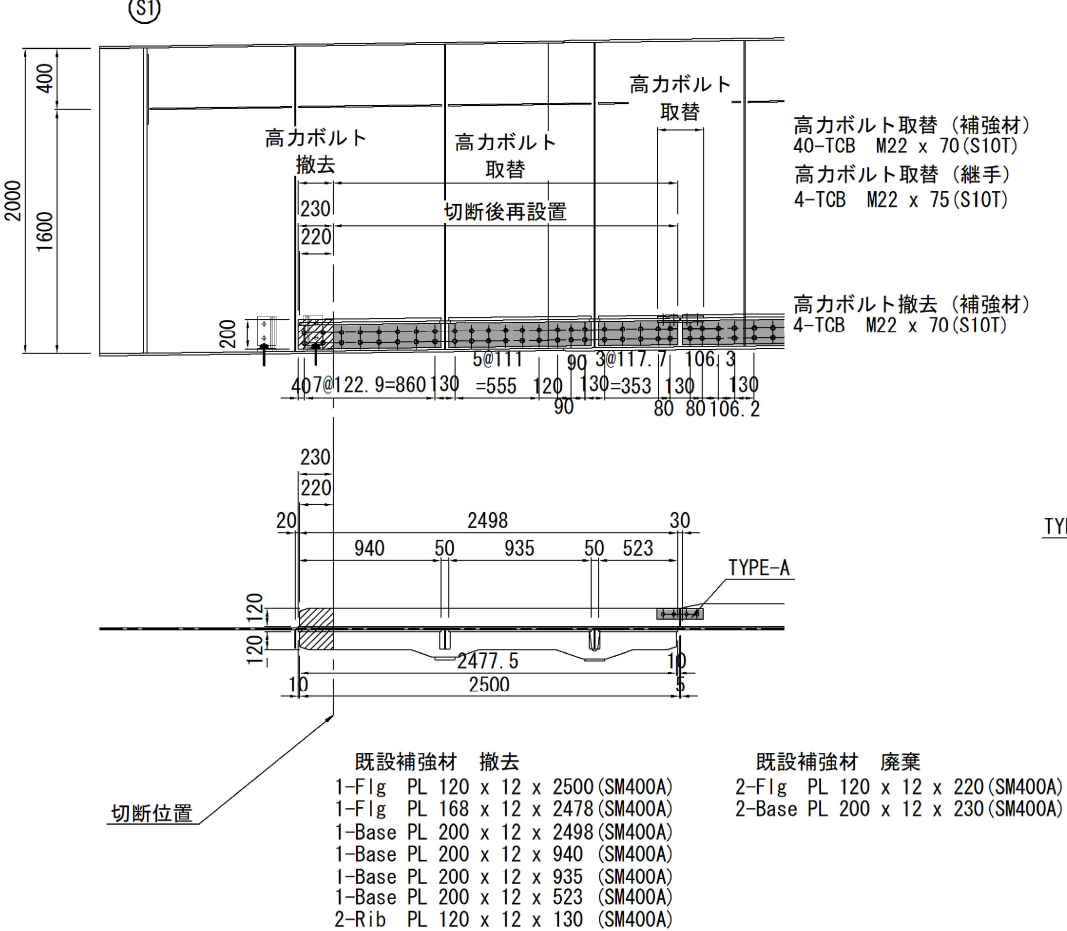 S1
400
2000
1600
高力ボルト
撤去
高力ボルト
取替
高力ボルト
取替
切断後再設置
230
220
200
高力ボルト取替(補強材)
40-TCB M22 x 70(S10T)
高力ボルト取替(継手)
4-TCB M22 x 75(S10T)
高力ボルト撤去(補強材)
4-TCB M22 x 70(S10T)
5@111 90 3@117.7 106.3
40 7@122.9=860 130 =555 120 130 =353 130 130
90 80 80 106.2
230
220
20 2498 30
940 50 935 50 523
TYPE-A
120
120
2477.5 10
10 2500 5
切断位置
既設補強材 撤去
1-Flg PL 120 x 12 x 2500(SM400A)
1-Flg PL 168 x 12 x 2478(SM400A)
1-Base PL 200 x 12 x 2498(SM400A)
1-Base PL 200 x 12 x 940 (SM400A)
1-Base PL 200 x 12 x 935 (SM400A)
1-Base PL 200 x 12 x 523 (SM400A)
2-Rib PL 120 x 12 x 130 (SM400A)
既設補強材 廃棄
2-Flg PL 120 x 12 x 220(SM400A)
2-Base PL 200 x 12 x 230(SM400A)